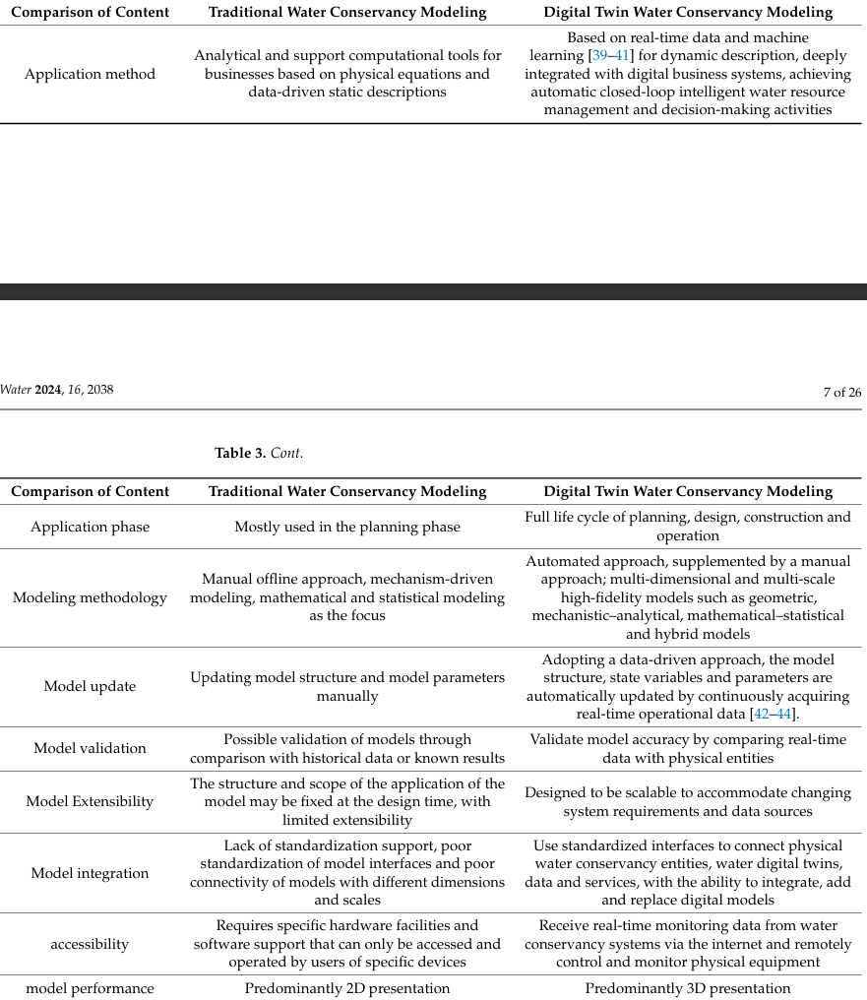 Comparison of Content Traditional Water Conservancy Modeling Digital Twin Water Conservancy Modeling
Application method
Analytical and support computational tools for
businesses based on physical equations and
data-driven static descriptions
Based on real-time data and machine
learning [39–41] for dynamic description, deeply
integrated with digital business systems, achieving
automatic closed-loop intelligent water resource
management and decision-making activities
Water 2024, 16, 2038
7 of 26
Table 3. Cont.
Comparison of Content Traditional Water Conservancy Modeling Digital Twin Water Conservancy Modeling
Application phase
Mostly used in the planning phase
Full life cycle of planning, design, construction and
operation
Modeling methodology
Manual offline approach, mechanism-driven
modeling, mathematical and statistical modeling
as the focus
Automated approach, supplemented by a manual
approach; multi-dimensional and multi-scale
high-fidelity models such as geometric,
mechanistic–analytical, mathematical–statistical
and hybrid models
Model update
Updating model structure and model parameters
manually
Adopting a data-driven approach, the model
structure, state variables and parameters are
automatically updated by continuously acquiring
real-time operational data [42–44].
Model validation
Possible validation of models through
comparison with historical data or known results
Validate model accuracy by comparing real-time
data with physical entities
Model Extensibility
The structure and scope of the application of the
model may be fixed at the design time, with
limited extensibility
Designed to be scalable to accommodate changing
system requirements and data sources
Model integration
Lack of standardization support, poor
standardization of model interfaces and poor
connectivity of models with different dimensions
and scales
Use standardized interfaces to connect physical
water conservancy entities, water digital twins,
data and services, with the ability to integrate, add
and replace digital models
accessibility
Requires specific hardware facilities and
software support that can only be accessed and
operated by users of specific devices
Receive real-time monitoring data from water
conservancy systems via the internet and remotely
control and monitor physical equipment
model performance
Predominantly 2D presentation
Predominantly 3D presentation